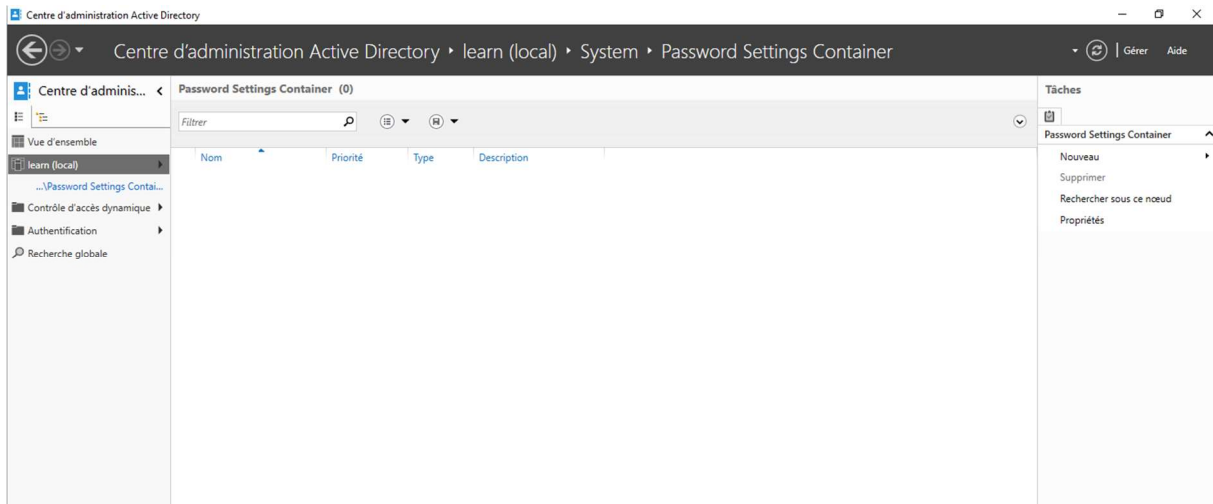 Centre d'administration Active Directory
Centre d'administration Active Directory ‣ learn (local) ‣ System ‣ Password Settings Container
Gérer Aide
Centre d'adminis...
Vue d'ensemble
learn (local)
...\Password Settings Contai...
Contrôle d'accès dynamique
Authentification
Recherche globale
Password Settings Container (0)
Filtrer
Nom Priorité Type Description
Tâches
Password Settings Container
Nouveau
Supprimer
Rechercher sous ce nœud
Propriétés